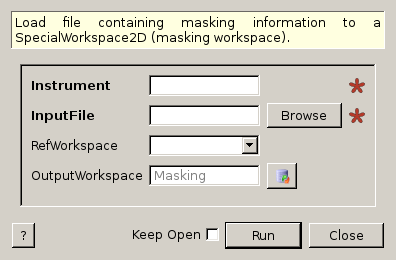 Load file containing masking information to a
SpecialWorkspace2D (masking workspace).
Instrument
InputFile
Browse
RefWorkspace
OutputWorkspace
Masking
?
Keep Open
Run
Close